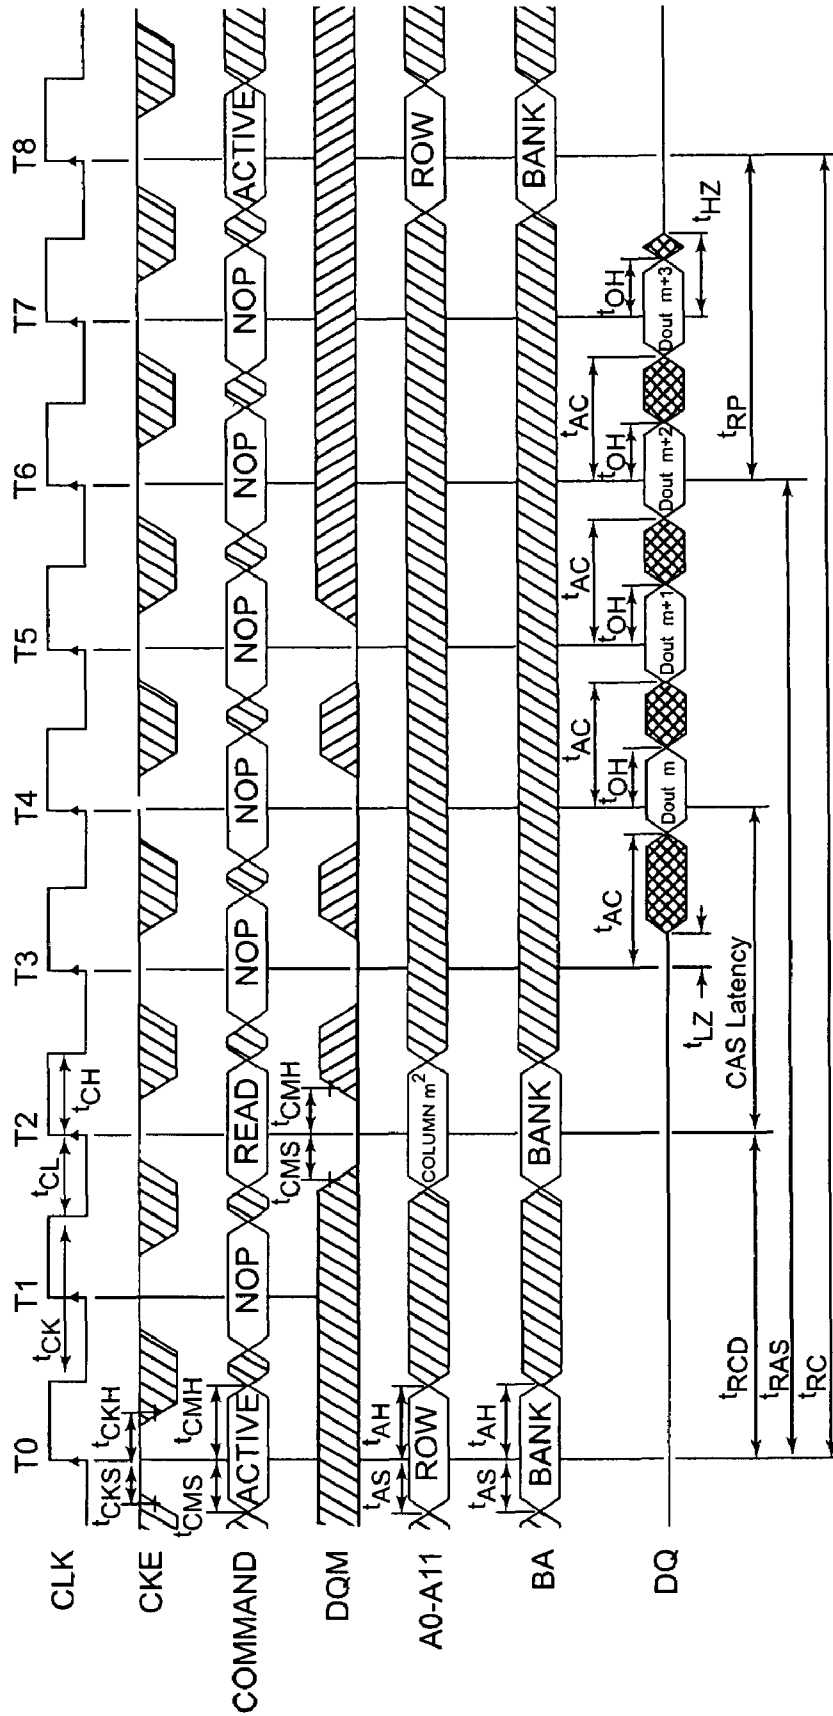 T0 T1 T2 T3 T4 T5 T6 T7 T8
CLK
tCK tCL tCH
tCKS tCKH
CKE
tCMS tCMH
COMMAND ACTIVE NOP READ NOP NOP NOP NOP NOP ACTIVE
tCMS tCMH
DQM
A0-A11 ROW COLUMN m2 ROW
tAS tAH
BA BANK BANK BANK
tAS tAH
tAC tAC tAC tAC
tOH tOH tOH tOH
DQ Dout m Dout m+1 Dout m+2 Dout m+3
tLZ tHZ
tRCD CAS Latency tRP
tRAS
tRC